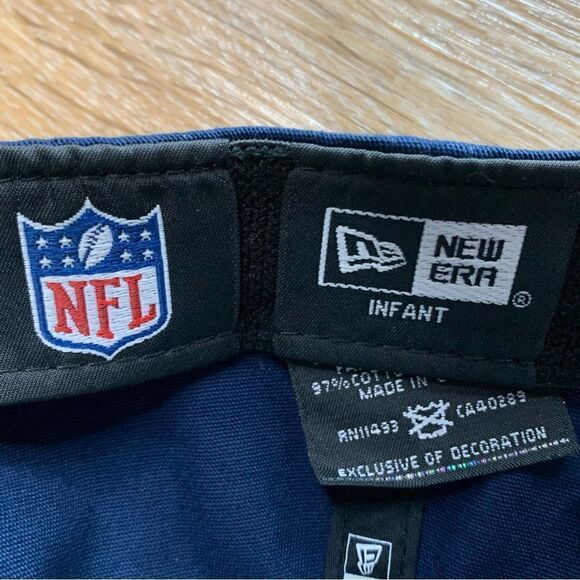 NFL
NEW
ERA
®
INFANT
97% COTTO
MADE IN
RN11493 CA40289
EXCLUSIVE OF DECORATION